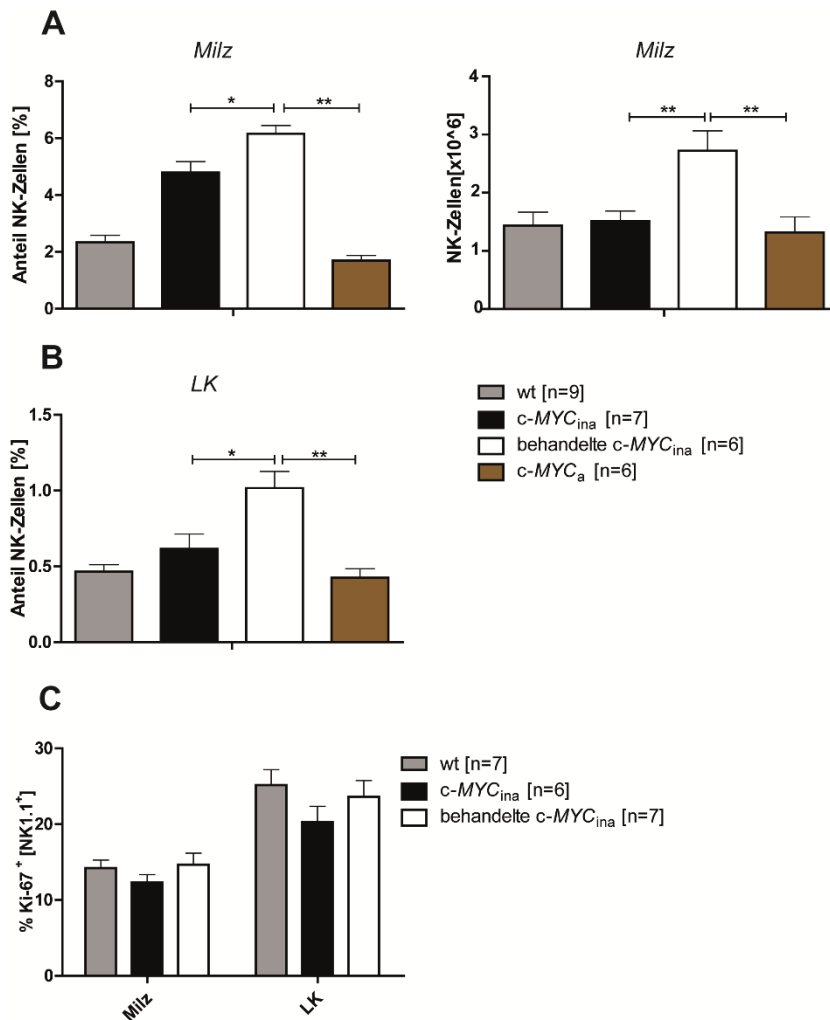 A
Milz
Anteil NK-Zellen [%]
8
6
4
2
0
*
**
Milz
NK-Zellen[x10^6]
4
3
2
1
0
**
**
B
LK
Anteil NK-Zellen [%]
1.5
1.0
0.5
0.0
*
**
wt [n=9]
c-MYCina [n=7]
behandelte c-MYCina [n=6]
c-MYCa [n=6]
C
% Ki-67 + [NK1.1+]
30
20
10
0
Milz
LK
wt [n=7]
c-MYCina [n=6]
behandelte c-MYCina [n=7]